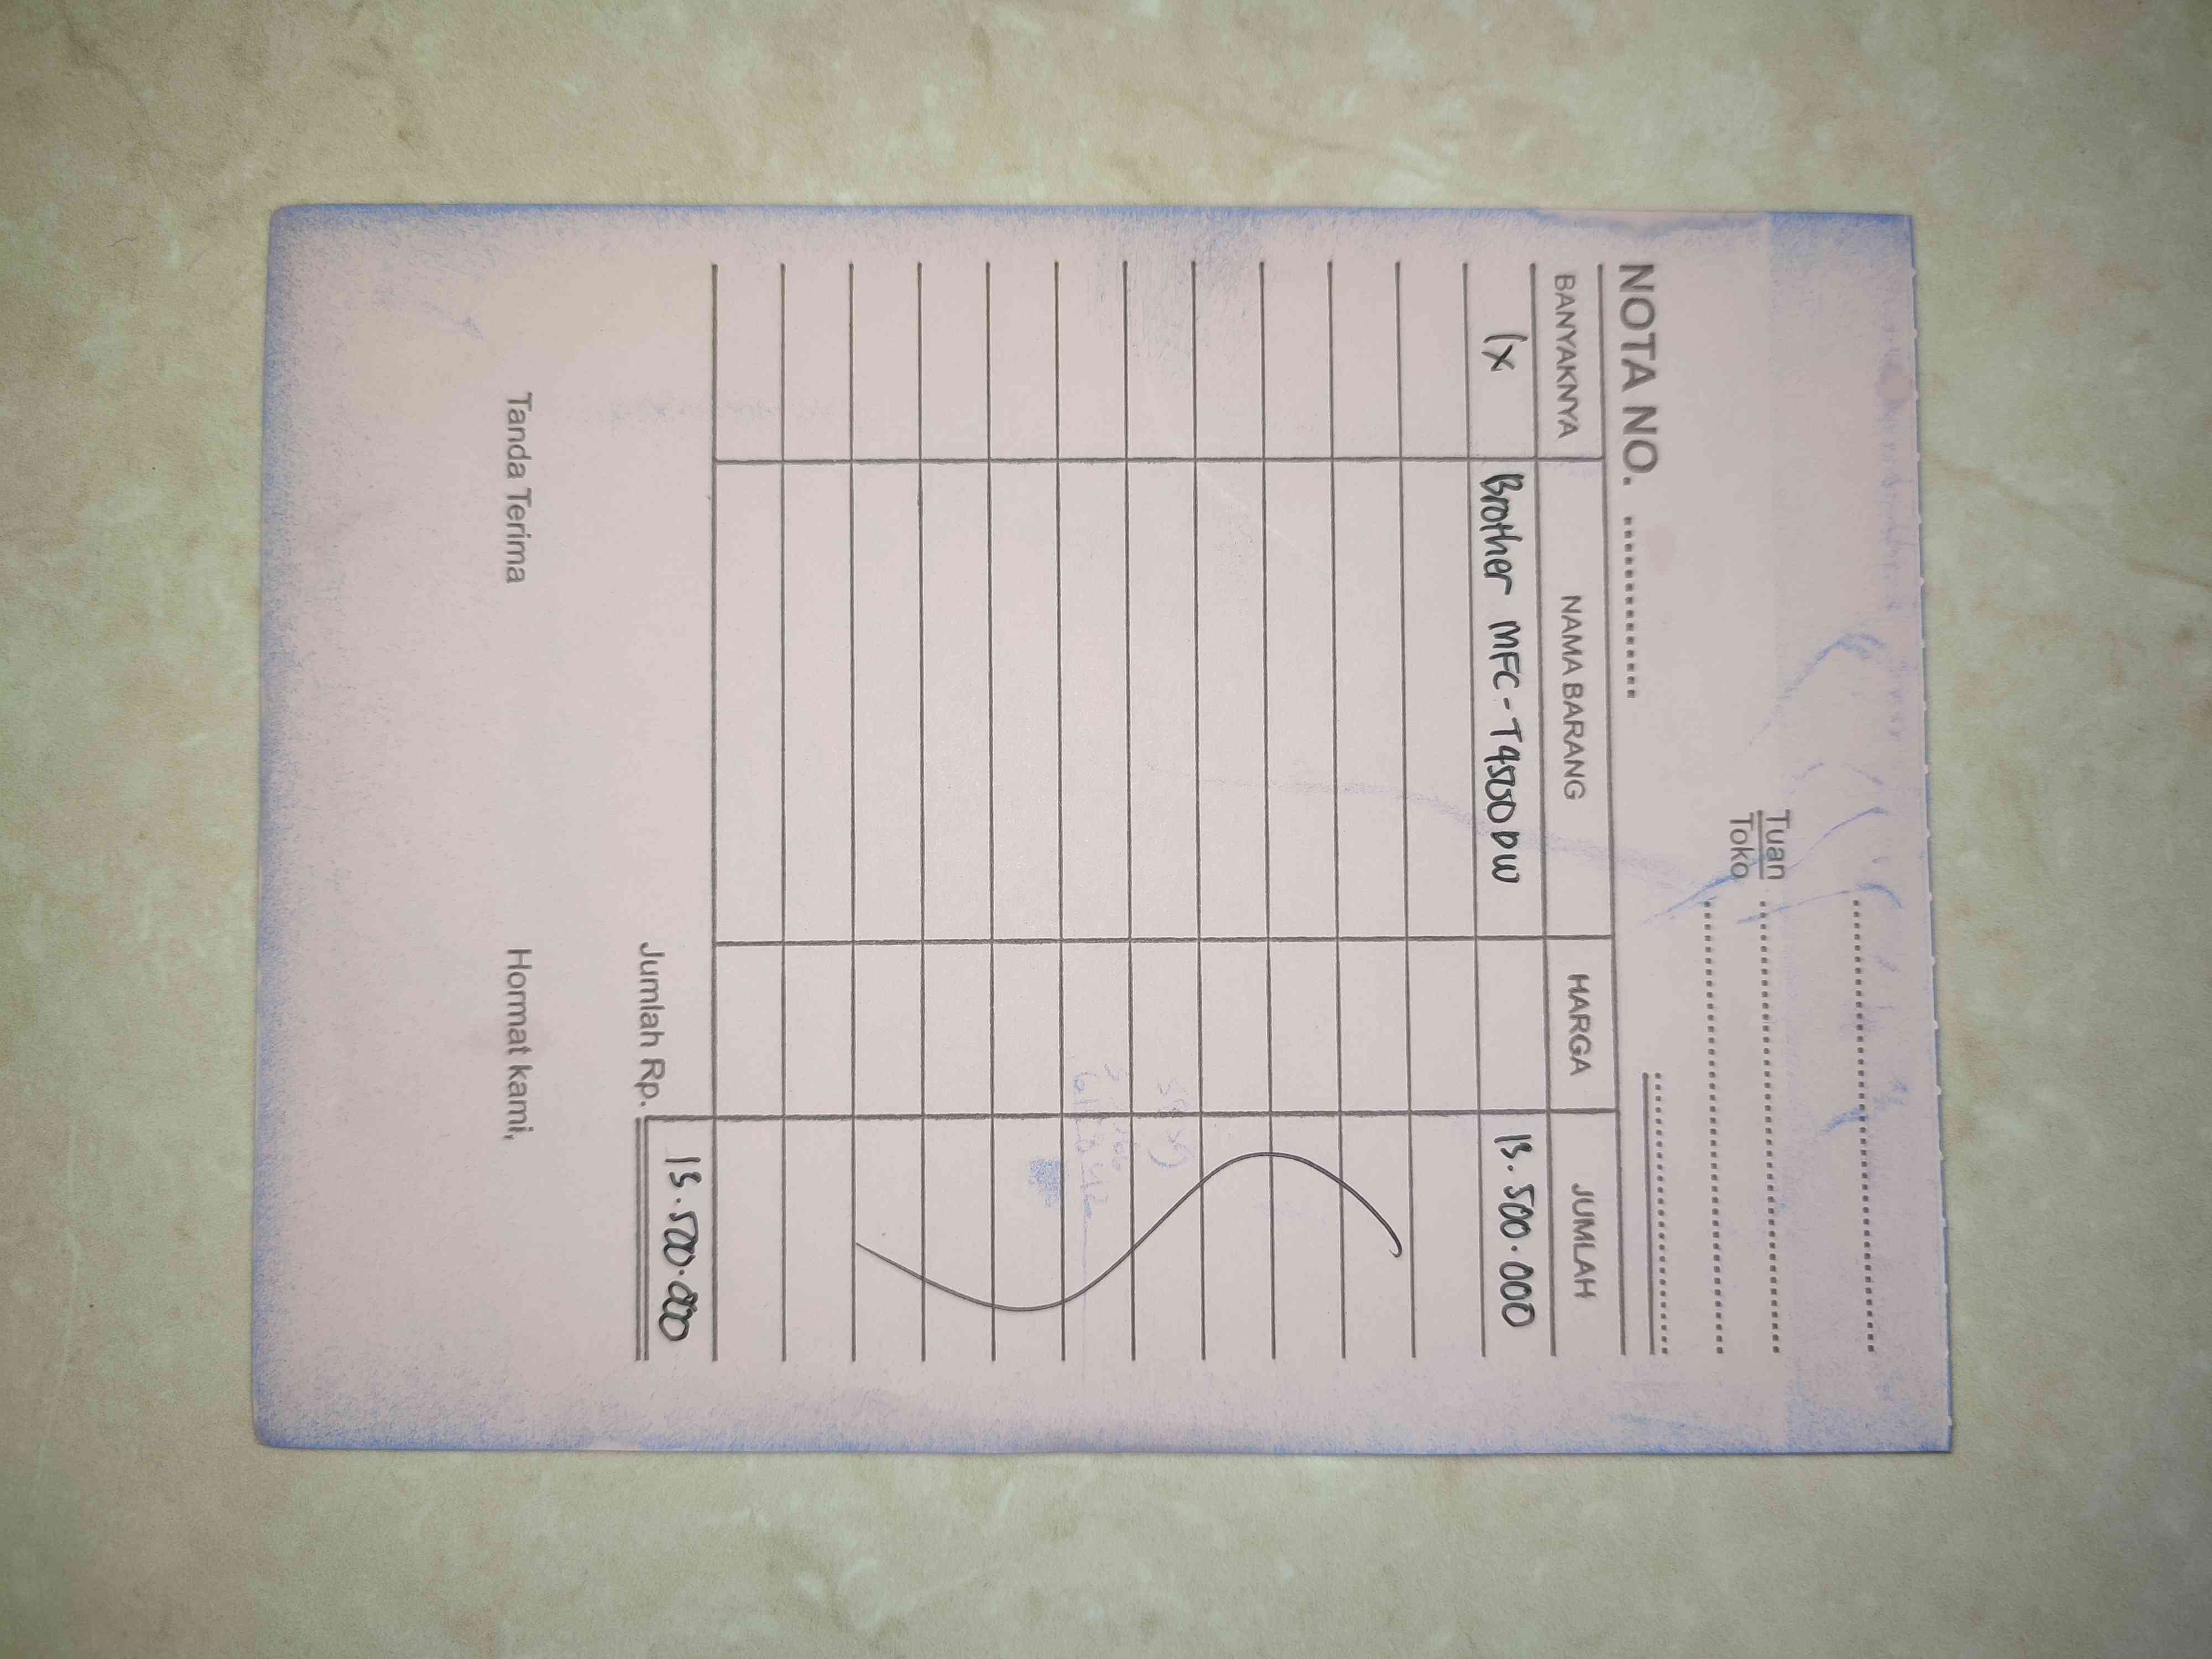 Tuan
Toko
NOTA NO.
BANYAKNYA NAMA BARANG HARGA JUMLAH
1x Brother MFC-T4500DW 13.500.000
Jumlah Rp. 13.500.000
Tanda Terima Hormat kami,